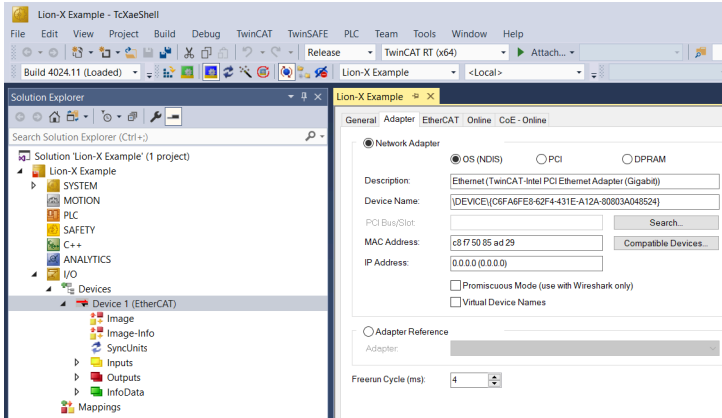 Lion-X Example - TcXaeShell
File Edit View Project Build Debug TwinCAT TwinSAFE PLC Team Tools Window Help
Release TwinCAT RT (x64) Attach...
Build 4024.11 (Loaded) Lion-X Example <Local>
Solution Explorer
Search Solution Explorer (Ctrl+;)
Solution 'Lion-X Example' (1 project)
Lion-X Example
SYSTEM
MOTION
PLC
SAFETY
C++
ANALYTICS
I/O
Devices
Device 1 (EtherCAT)
Image
Image-Info
SyncUnits
Inputs
Outputs
InfoData
Mappings
Lion-X Example
General Adapter EtherCAT Online CoE - Online
Network Adapter
OS (NDIS) PCI DPRAM
Description: Ethernet (TwinCAT-Intel PCI Ethernet Adapter (Gigabit))
Device Name: \DEVICE\{C6FA6FE8-62F4-431E-A12A-80803A048524}
PCI Bus/Slot: Search...
MAC Address: c8 f7 50 85 ad 29 Compatible Devices...
IP Address: 0.0.0.0 (0.0.0.0)
Promiscuous Mode (use with Wireshark only)
Virtual Device Names
Adapter Reference
Adapter:
Freerun Cycle (ms): 4